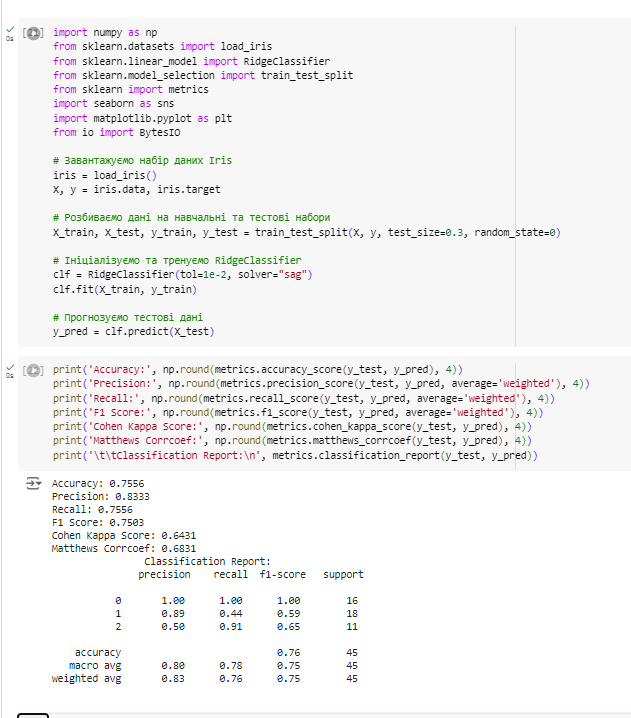 0s
import numpy as np
from sklearn.datasets import load_iris
from sklearn.linear_model import RidgeClassifier
from sklearn.model_selection import train_test_split
from sklearn import metrics
import seaborn as sns
import matplotlib.pyplot as plt
from io import BytesIO
# Завантажуємо набір даних Iris
iris = load_iris()
X, y = iris.data, iris.target
# Розбиваємо дані на навчальні та тестові набори
X_train, X_test, y_train, y_test = train_test_split(X, y, test_size=0.3, random_state=0)
# Ініціалізуємо та тренуємо RidgeClassifier
clf = RidgeClassifier(tol=1e-2, solver="sag")
clf.fit(X_train, y_train)
# Прогнозуємо тестові дані
y_pred = clf.predict(X_test)
0s
print('Accuracy:', np.round(metrics.accuracy_score(y_test, y_pred), 4))
print('Precision:', np.round(metrics.precision_score(y_test, y_pred, average='weighted'), 4))
print('Recall:', np.round(metrics.recall_score(y_test, y_pred, average='weighted'), 4))
print('F1 Score:', np.round(metrics.f1_score(y_test, y_pred, average='weighted'), 4))
print('Cohen Kappa Score:', np.round(metrics.cohen_kappa_score(y_test, y_pred), 4))
print('Matthews Corrcoef:', np.round(metrics.matthews_corrcoef(y_test, y_pred), 4))
print('\t\tClassification Report:\n', metrics.classification_report(y_test, y_pred))
Accuracy: 0.7556
Precision: 0.8333
Recall: 0.7556
F1 Score: 0.7503
Cohen Kappa Score: 0.6431
Matthews Corrcoef: 0.6831
Classification Report:
precision recall f1-score support
0 1.00 1.00 1.00 16
1 0.89 0.44 0.59 18
2 0.50 0.91 0.65 11
accuracy 0.76 45
macro avg 0.80 0.78 0.75 45
weighted avg 0.83 0.76 0.75 45